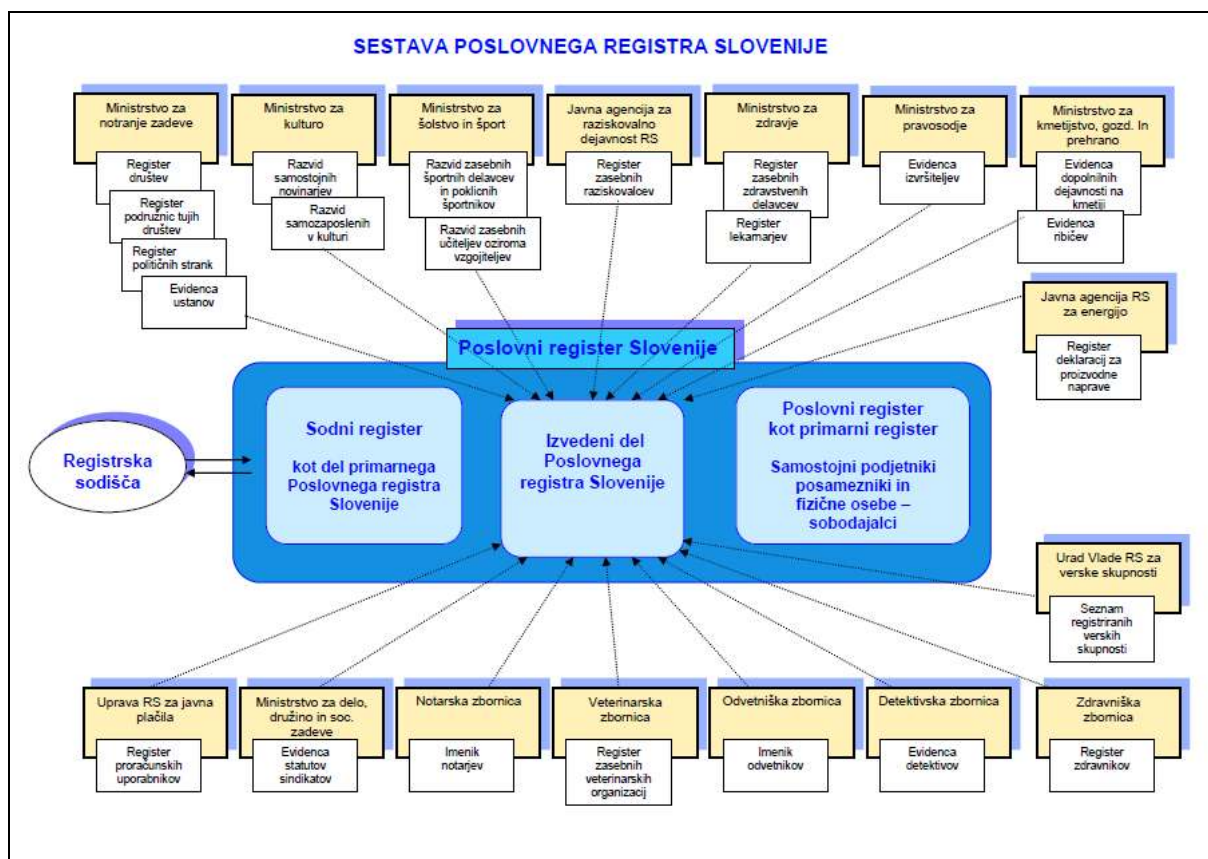 SESTAVA POSLOVNEGA REGISTRA SLOVENIJE
Ministrstvo za
notranje zadeve
Register
društev
Register
podružnic tujih
društev
Register
političnih strank
Evidenca
ustanov
Ministrstvo za
kulturo
Razvid
samostojnih
novinarjev
Razvid
samozaposlenih
v kulturi
Ministrstvo za
šolstvo in šport
Razvid zasebnih
športnih delavcev
in poklicnih
športnikov
Razvid zasebnih
učiteljev oziroma
vzgojiteljev
Javna agencija za
raziskovalno
dejavnost RS
Register
zasebnih
raziskovalcev
Ministrstvo za
zdravje
Register
zasebnih
zdravstvenih
delavcev
Register
lekarnarjev
Ministrstvo za
pravosodje
Evidenca
izvršiteljev
Ministrstvo za
kmetijstvo, gozd. In
prehrano
Evidenca
dopolnilnih
dejavnosti na
kmetiji
Evidenca
ribičev
Javna agencija RS
za energijo
Register
deklaracij za
proizvodne
naprave
Poslovni register Slovenije
Registrska
sodišča
Sodni register
kot del primarnega
Poslovnega registra
Slovenije
Izvedeni del
Poslovnega
registra Slovenije
Poslovni register
kot primarni register
Samostojni podjetniki
posamezniki in
fizične osebe –
sobodajalci
Urad Vlade RS za
verske skupnosti
Seznam
registriranih
verskih
skupnosti
Uprava RS za javna
plačila
Register
proračunskih
uporabnikov
Ministrstvo za delo,
družino in soc.
zadeve
Evidenca
statutov
sindikatov
Notarska zbornica
Imenik
notarjev
Veterinarska
zbornica
Register
zasebnih
veterinarskih
organizacij
Odvetniška zbornica
Imenik
odvetnikov
Detektivska zbornica
Evidenca
detektivov
Zdravniška
zbornica
Register
zdravnikov